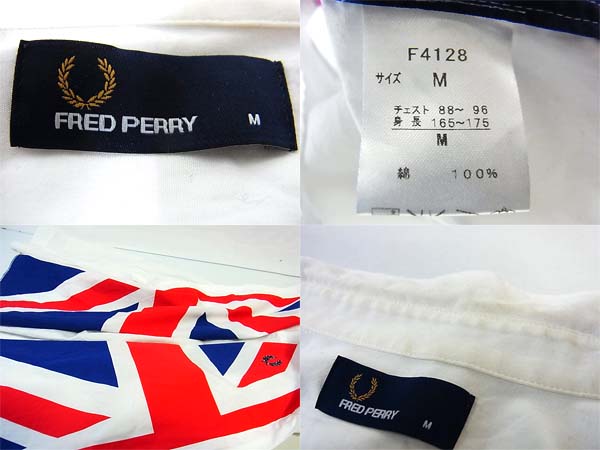 FRED PERRY M
F4128
サイズ M
チェスト 88〜 96
身長 165〜175
M
綿 100%
FRED PERRY M